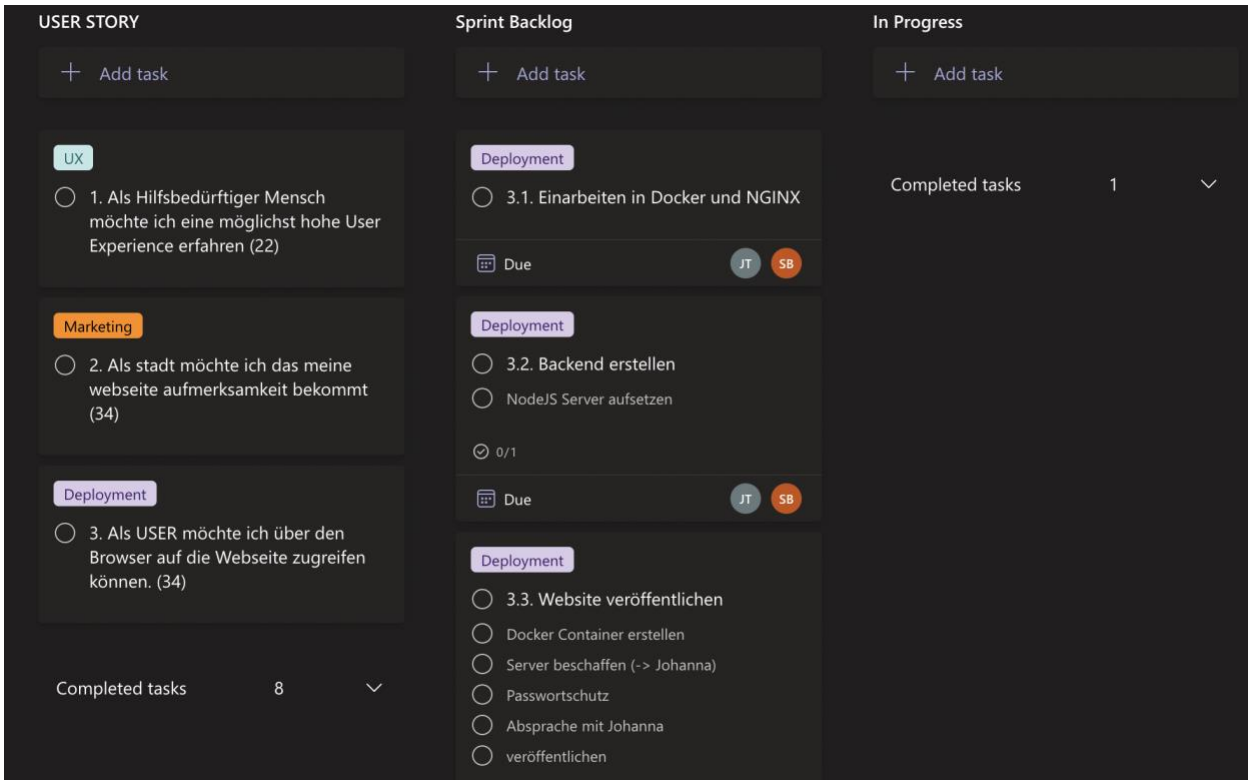 USER STORY
+ Add task
UX
1. Als Hilfsbedürftiger Mensch
möchte ich eine möglichst hohe User
Experience erfahren (22)
Marketing
2. Als stadt möchte ich das meine
webseite aufmerksamkeit bekommt
(34)
Deployment
3. Als USER möchte ich über den
Browser auf die Webseite zugreifen
können. (34)
Completed tasks 8
Sprint Backlog
+ Add task
Deployment
3.1. Einarbeiten in Docker und NGINX
Due JT SB
Deployment
3.2. Backend erstellen
NodeJS Server aufsetzen
0/1
Due JT SB
Deployment
3.3. Website veröffentlichen
Docker Container erstellen
Server beschaffen (-> Johanna)
Passwortschutz
Absprache mit Johanna
veröffentlichen
In Progress
+ Add task
Completed tasks 1